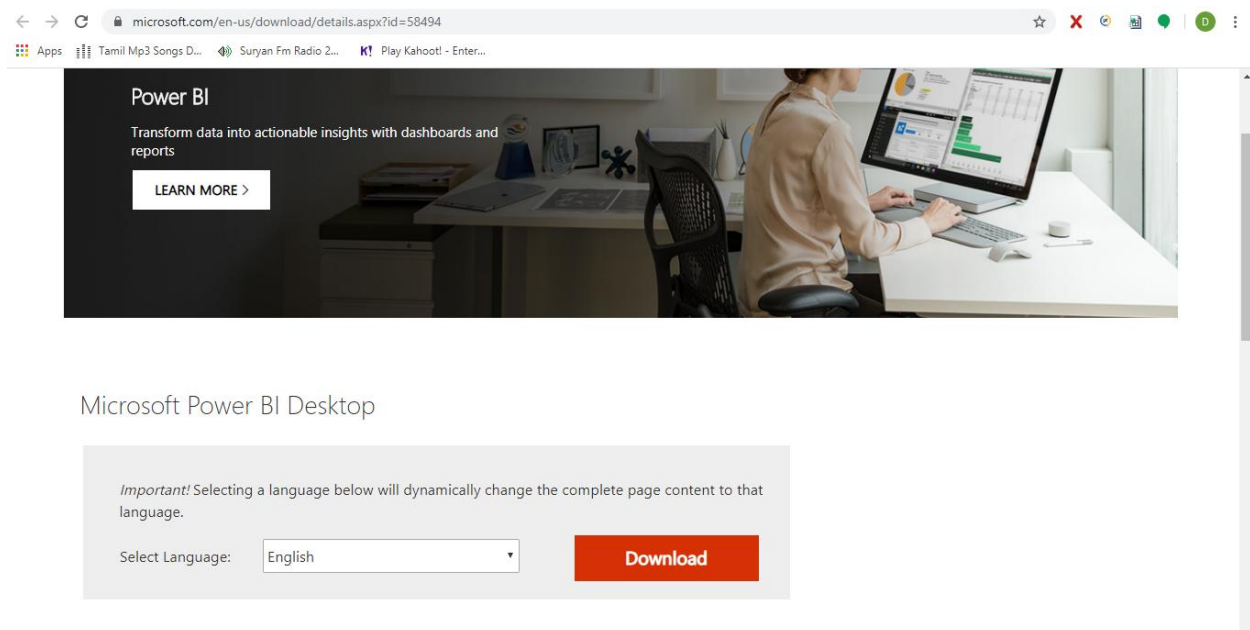 microsoft.com/en-us/download/details.aspx?id=58494
D
Apps Tamil Mp3 Songs D... Suryan Fm Radio 2... K! Play Kahoot! - Enter...
Power BI
Transform data into actionable insights with dashboards and
reports
LEARN MORE >
Microsoft Power BI Desktop
Important! Selecting a language below will dynamically change the complete page content to that
language.
Select Language: English Download